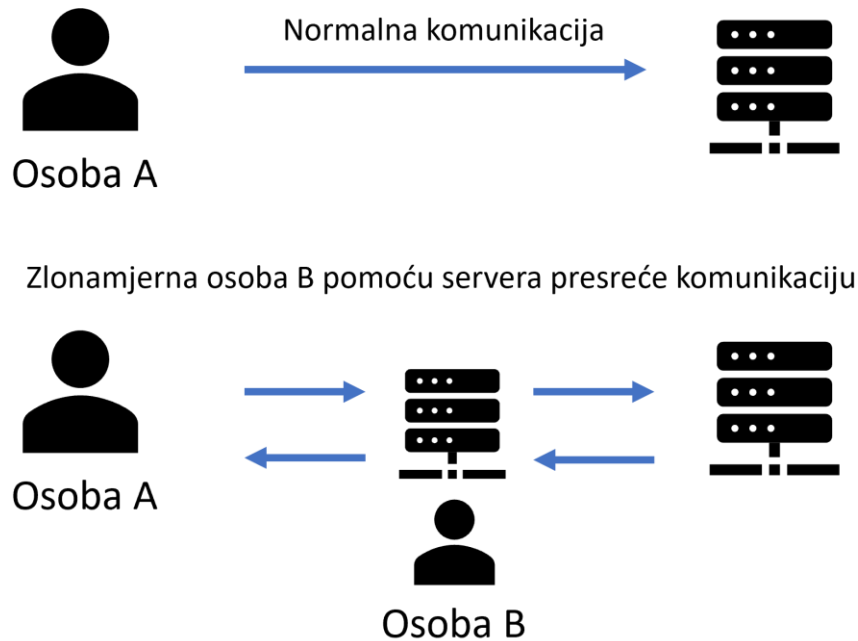 Normalna komunikacija
Osoba A
Zlonamjerna osoba B pomoću servera presreće komunikaciju
Osoba A
Osoba B